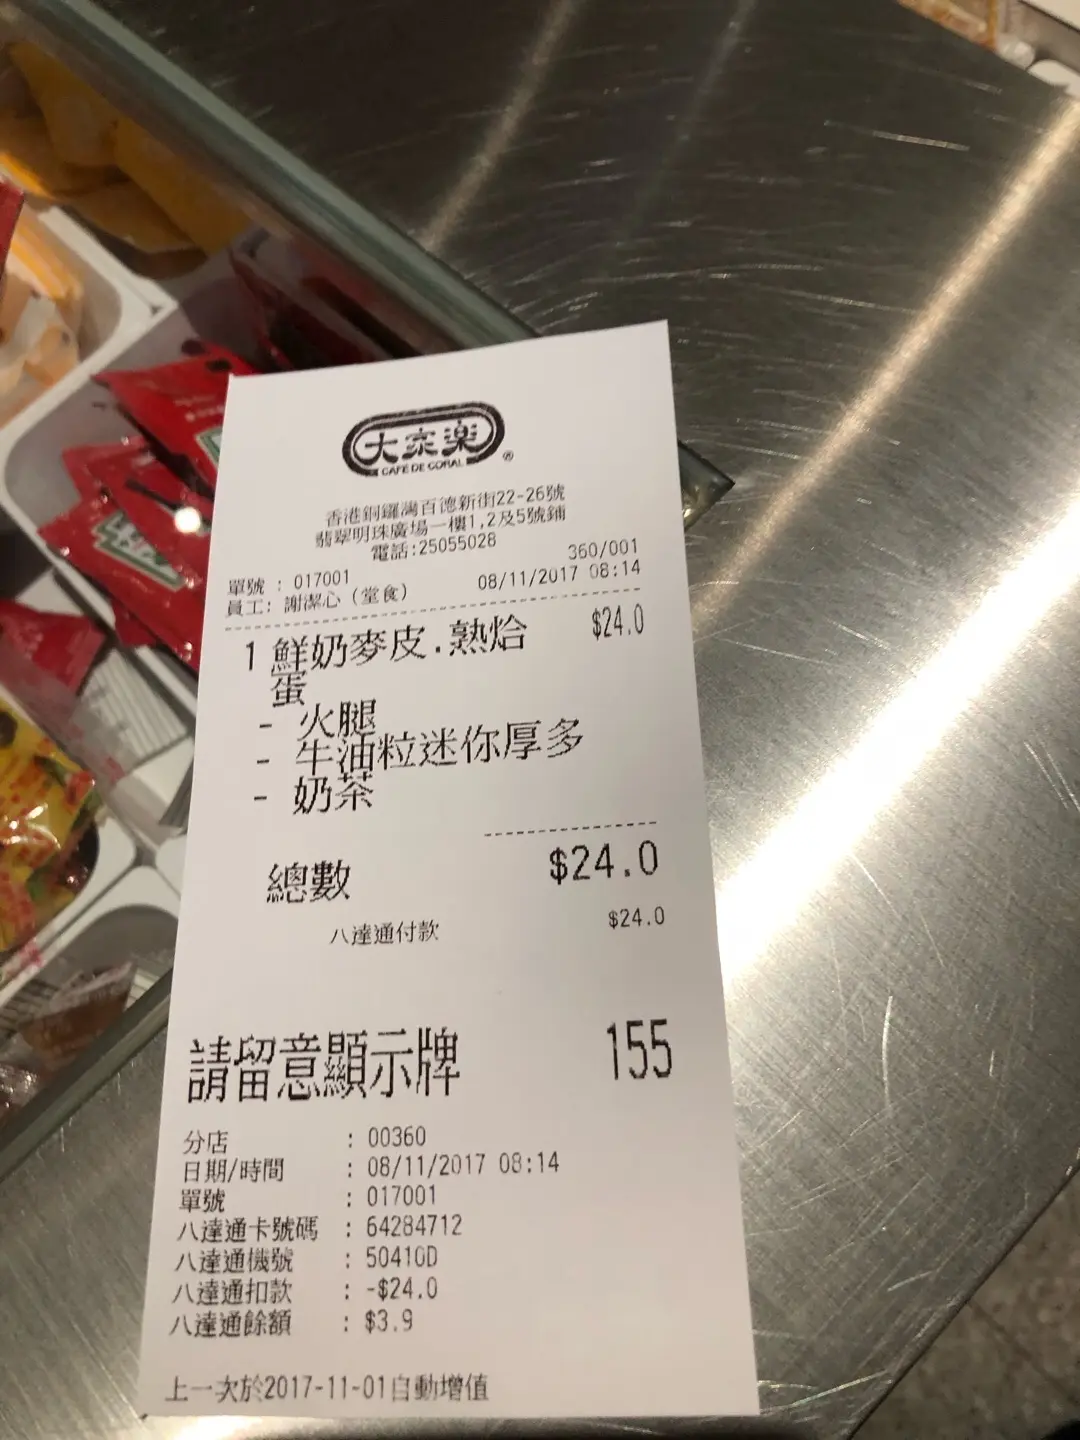 大家樂
CAFÉ DE CORAL ®
香港銅鑼灣百德新街22-26號
翡翠明珠廣場一樓1,2及5號鋪
電話:25055028
360/001
單號 : 017001
08/11/2017 08:14
員工: 謝潔心 (堂食)
1 鮮奶麥皮.熟烚蛋 $24.0
- 火腿
- 牛油粒迷你厚多
- 奶茶
總數 $24.0
八達通付款 $24.0
請留意顯示牌 155
分店 : 00360
日期/時間 : 08/11/2017 08:14
單號 : 017001
八達通卡號碼 : 64284712
八達通機號 : 50410D
八達通扣款 : -$24.0
八達通餘額 : $3.9
上一次於2017-11-01自動增值